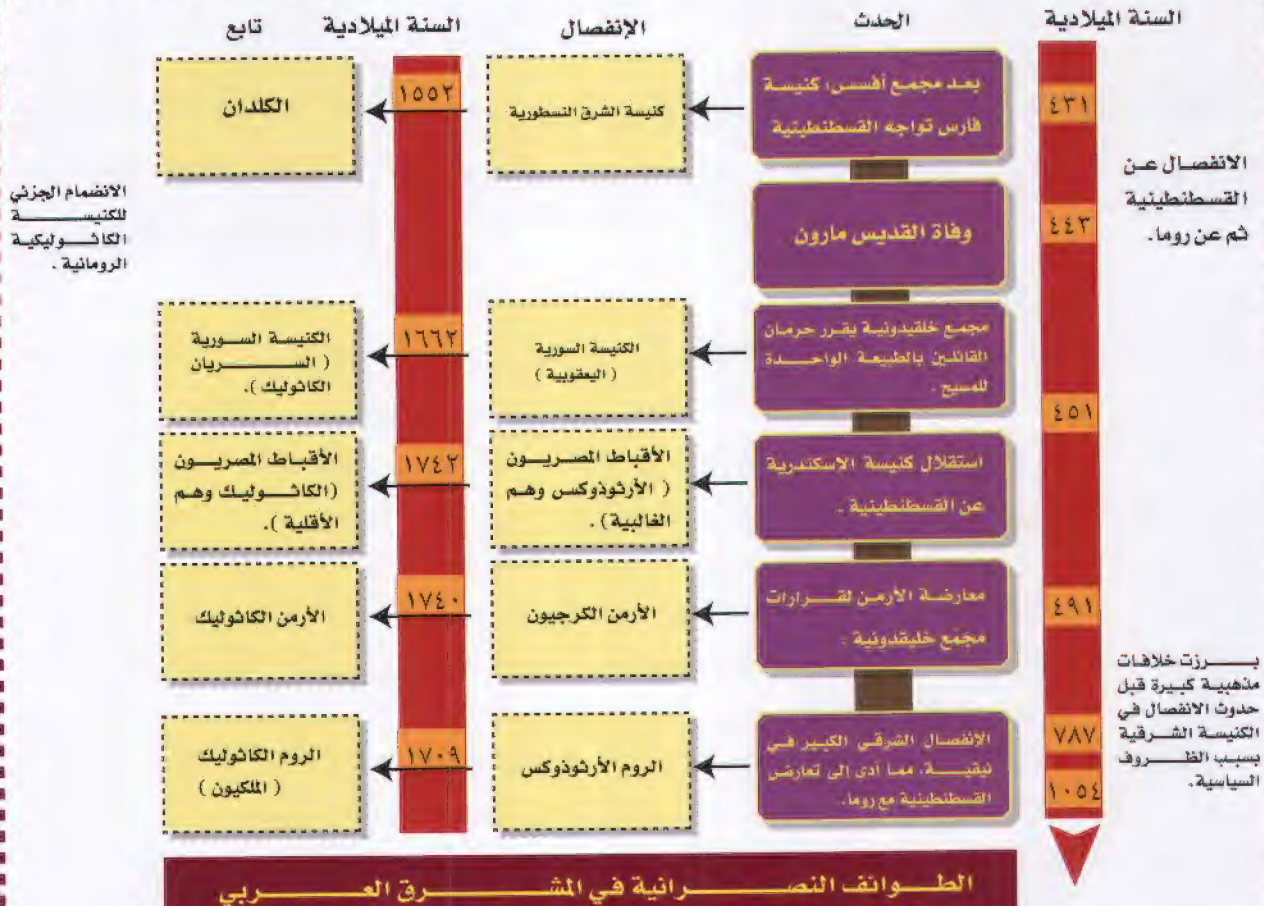 السنة الميلادية
الحدث
الإنفصال
السنة الميلادية
تابع
٤٣١
بعد مجمع أفسس، كنيسة
فارس تواجه القسطنطينية
كنيسة الشرق النسطورية
١٥٥٢
الكلدان
الانفصال عن
القسطنطينية
ثم عن روما.
٤٤٣
وفاة القديس مارون
الانضمام الجزئي
للكنيسة
الكاثوليكية
الرومانية .
مجمع خلقيدونية يقرر حرمان
القائلين بالطبيعة الواحدة
للمسيح .
الكنيسة السورية
( اليعقوبية )
١٦٦٢
الكنيسة السورية
( السريان
الكاثوليك ).
٤٥١
استقلال كنيسة الإسكندرية
عن القسطنطينية .
الأقباط المصريون
( الأرثوذوكس وهم
الغالبية ) .
١٧٤٢
الأقباط المصريون
(الكاثوليك وهم
الأقلية ).
٤٩١
معارضة الأرمن لقرارات
مجمع خليقدونية .
الأرمن الكرجيون
١٧٤٠
الأرمن الكاثوليك
برزت خلافات
مذهبية كبيرة قبل
حدوث الانفصال في
الكنيسة الشرقية
بسبب الظروف
السياسية.
٧٨٧
١٠٥٤
الإنفصال الشرقي الكبير في
نيقية، مما أدى إلى تعارض
القسطنطينية مع روما.
الروم الأرثوذوكس
١٧٠٩
الروم الكاثوليك
( الملكيون )
الطوائف النصرانية في المشرق العربي